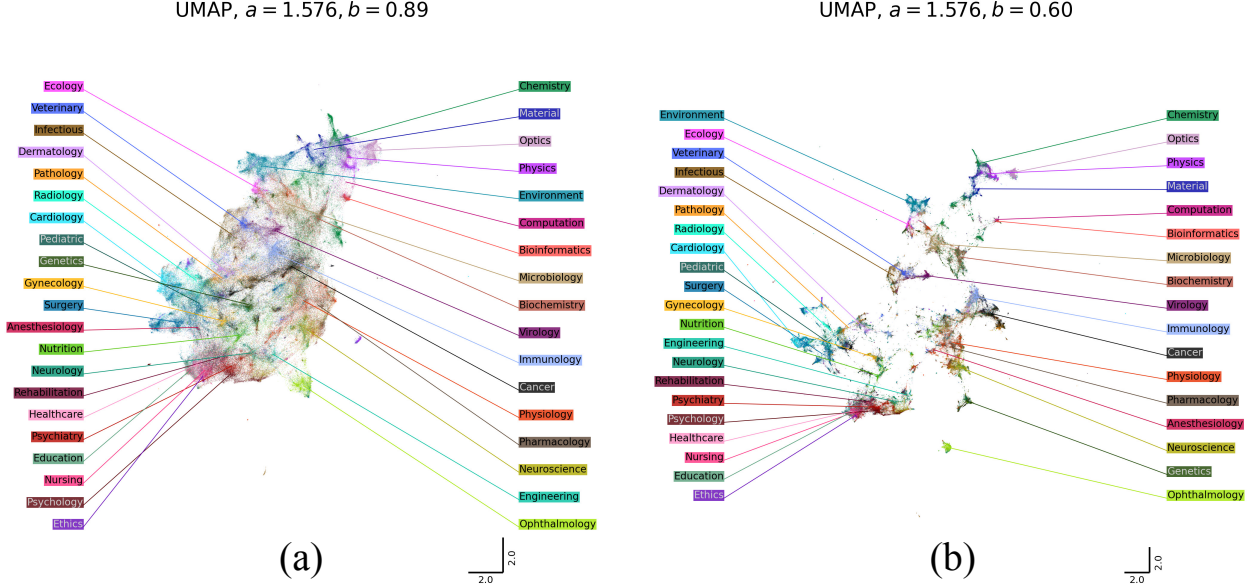 UMAP, a = 1.576, b = 0.89
Ecology
Veterinary
Infectious
Dermatology
Pathology
Radiology
Cardiology
Pediatric
Genetics
Gynecology
Surgery
Anesthesiology
Nutrition
Neurology
Rehabilitation
Healthcare
Psychiatry
Education
Nursing
Psychology
Ethics
Chemistry
Material
Optics
Physics
Environment
Computation
Bioinformatics
Microbiology
Biochemistry
Virology
Immunology
Cancer
Physiology
Pharmacology
Neuroscience
Engineering
Ophthalmology
(a)
2.0
2.0
UMAP, a = 1.576, b = 0.60
Environment
Ecology
Veterinary
Infectious
Dermatology
Pathology
Radiology
Cardiology
Pediatric
Surgery
Gynecology
Nutrition
Engineering
Neurology
Rehabilitation
Psychiatry
Psychology
Healthcare
Nursing
Education
Ethics
Chemistry
Optics
Physics
Material
Computation
Bioinformatics
Microbiology
Biochemistry
Virology
Immunology
Cancer
Physiology
Pharmacology
Anesthesiology
Neuroscience
Genetics
Ophthalmology
(b)
2.0
2.0